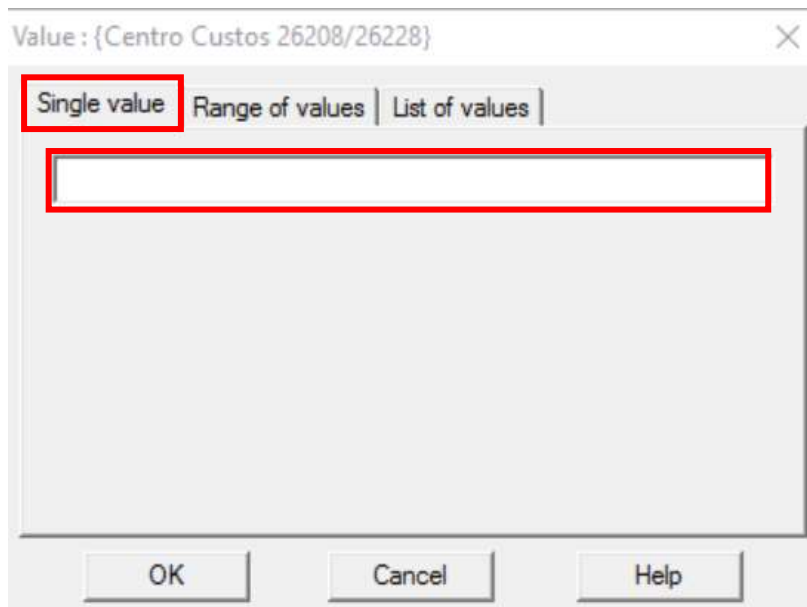 Value : {Centro Custos 26208/26228}
Single value Range of values List of values
OK Cancel Help